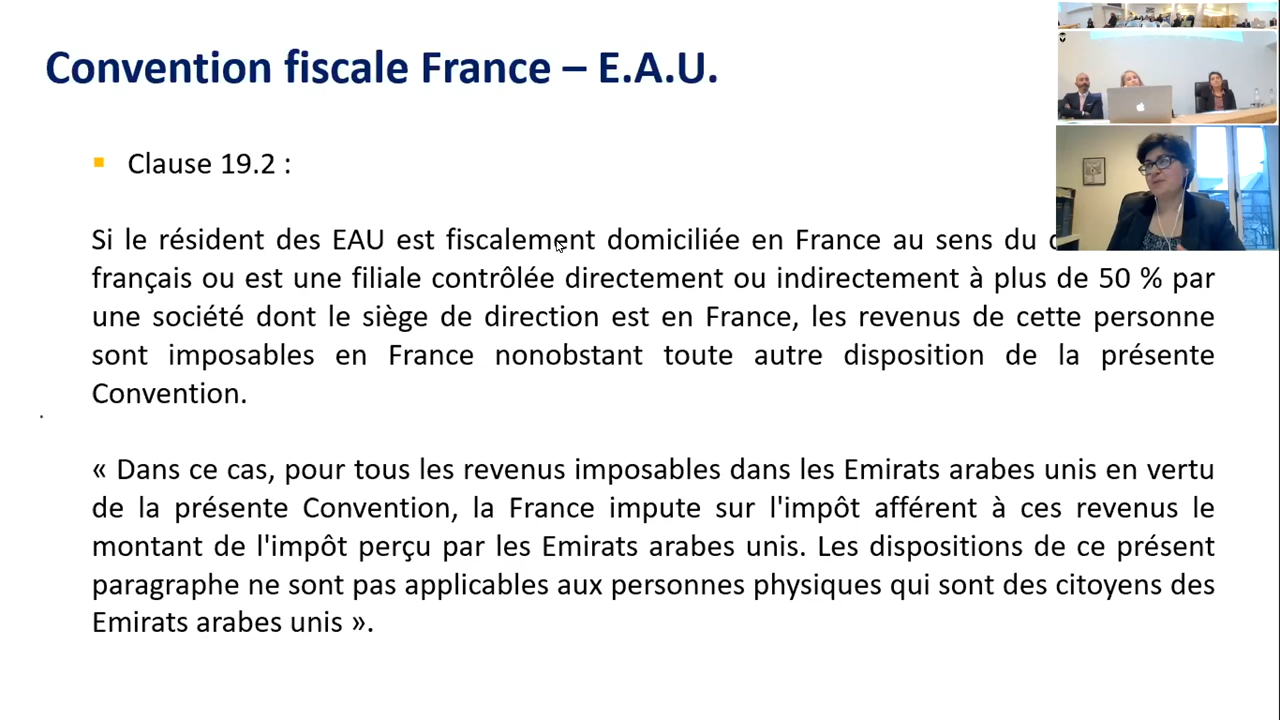 Convention fiscale France – E.A.U.
Clause 19.2 :
Si le résident des EAU est fiscalement domiciliée en France au sens du
français ou est une filiale contrôlée directement ou indirectement à plus de 50 % par
une société dont le siège de direction est en France, les revenus de cette personne
sont imposables en France nonobstant toute autre disposition de la présente
Convention.
« Dans ce cas, pour tous les revenus imposables dans les Emirats arabes unis en vertu
de la présente Convention, la France impute sur l'impôt afférent à ces revenus le
montant de l'impôt perçu par les Emirats arabes unis. Les dispositions de ce présent
paragraphe ne sont pas applicables aux personnes physiques qui sont des citoyens des
Emirats arabes unis ».